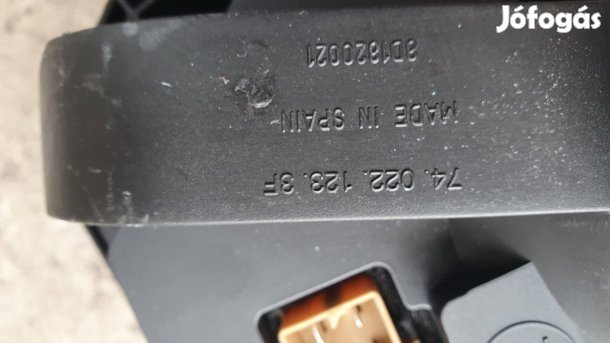 Jófogás
74. 022. 123. 3F
MADE IN SPAIN
8D1820021